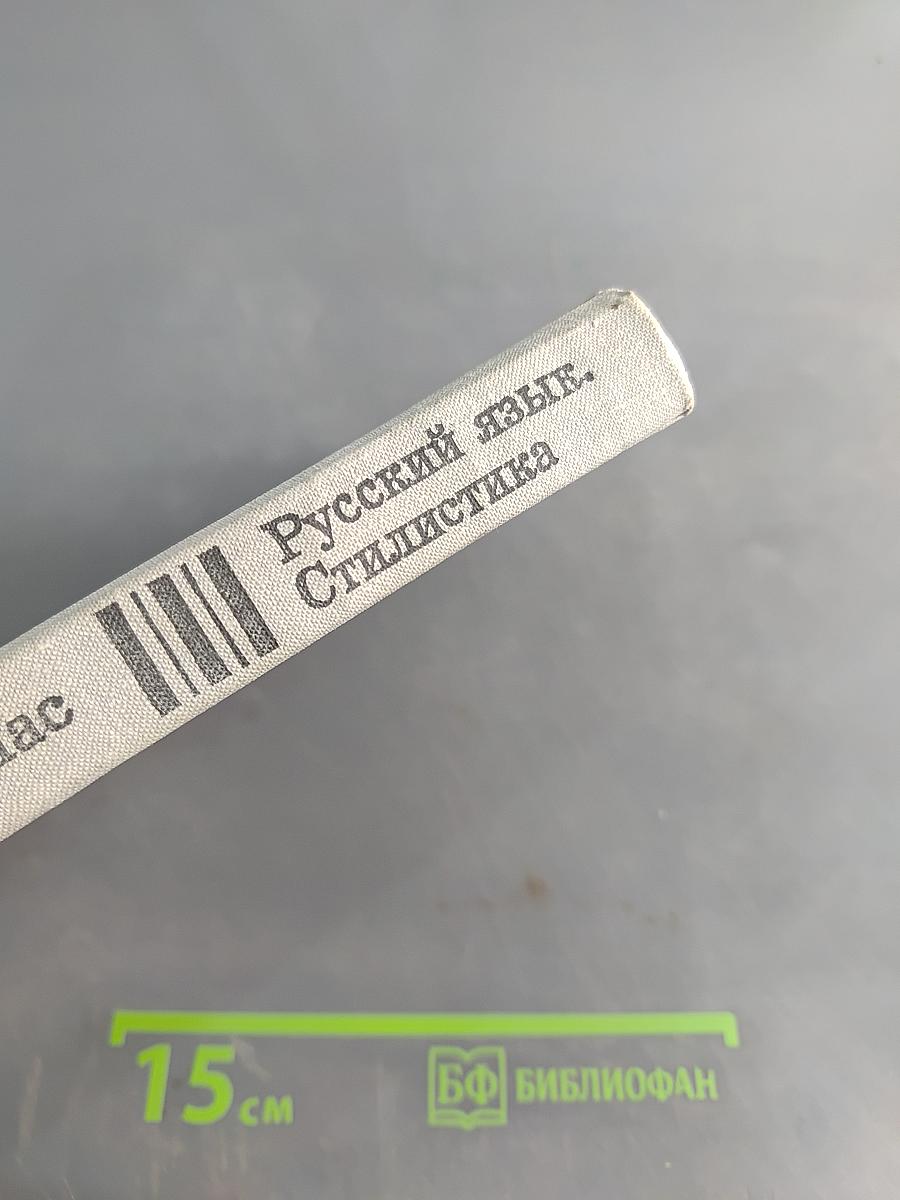 Русский язык.
Стилистика
15 см
БФ БИБЛИОФАН